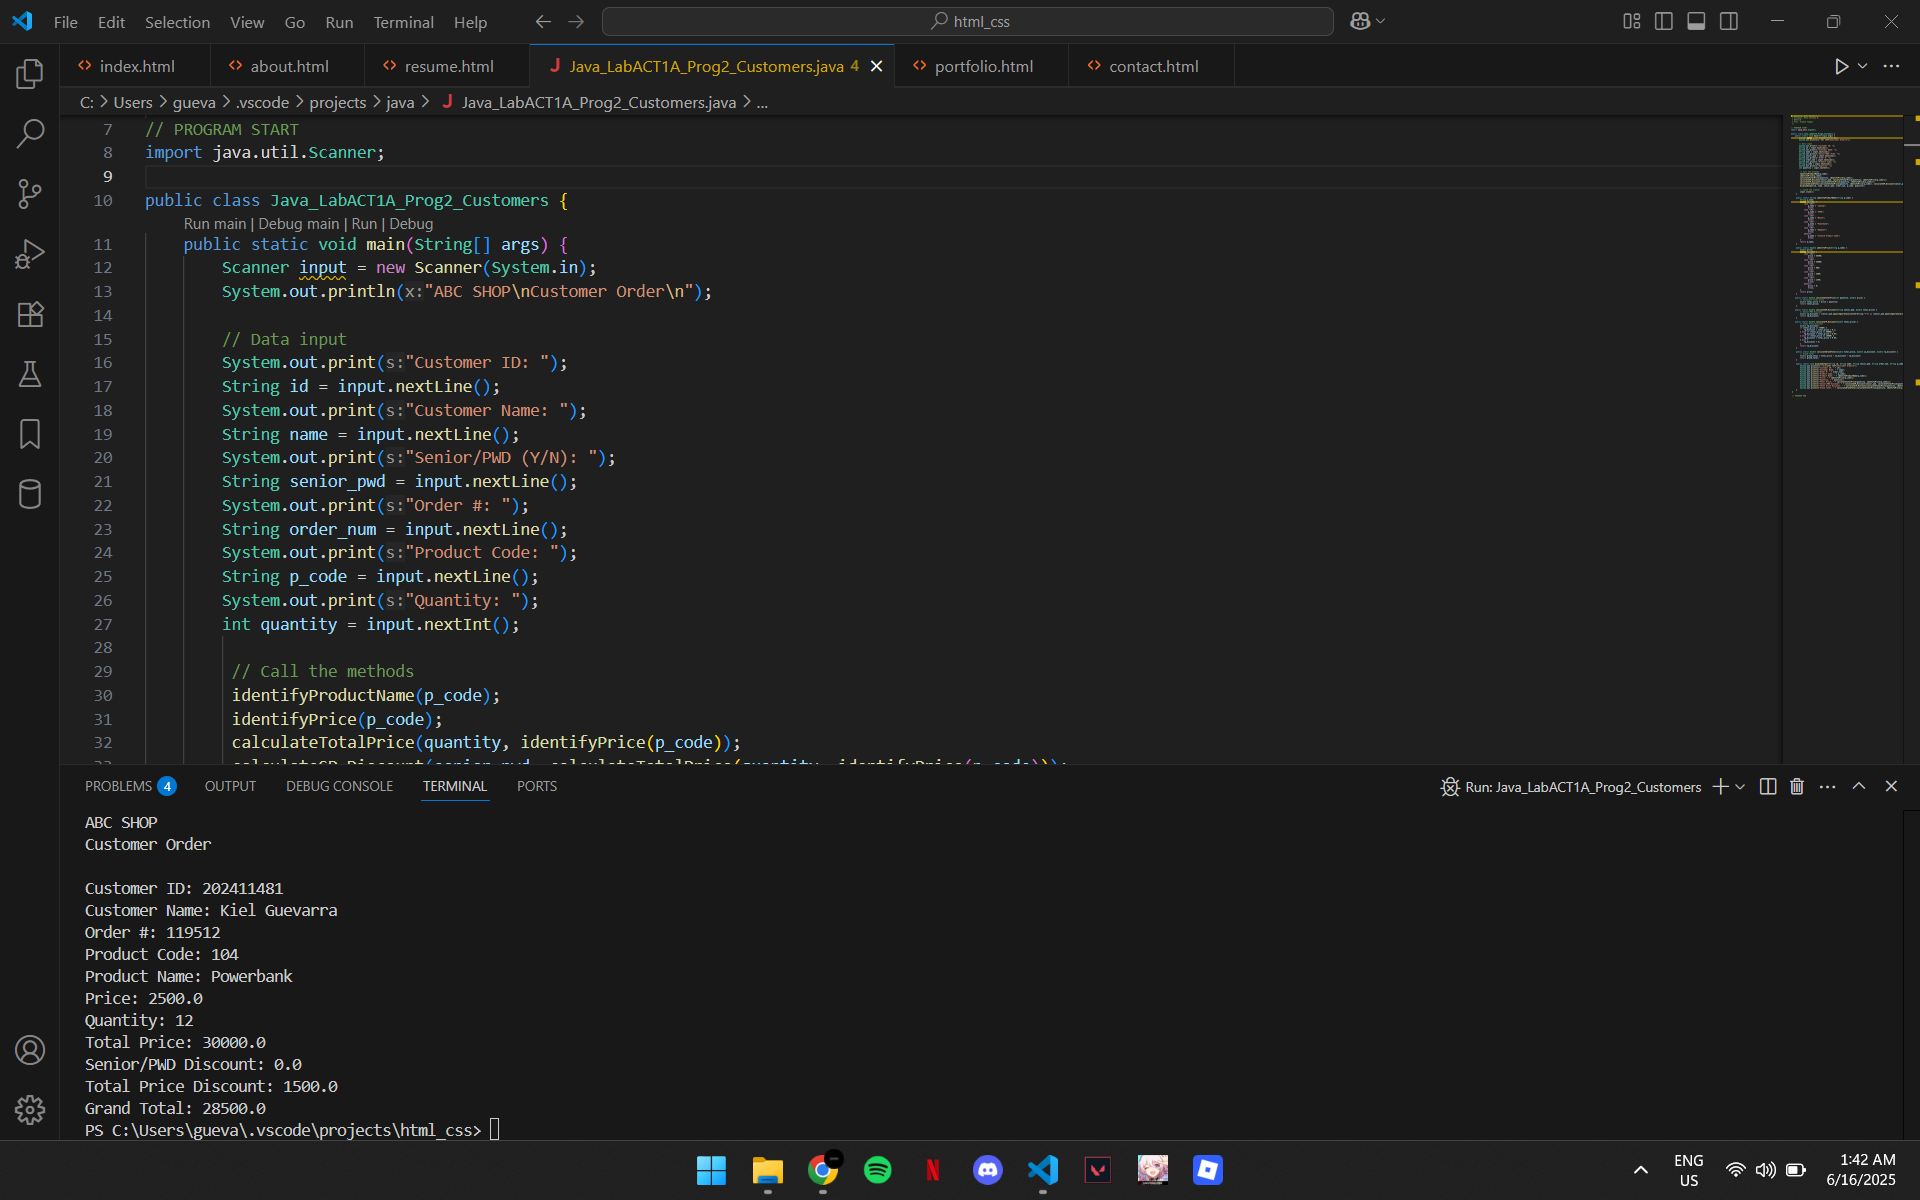 File Edit Selection View Go Run Terminal Help html_css
index.html about.html resume.html Java_LabACT1A_Prog2_Customers.java 4 portfolio.html contact.html
C: > Users > gueva > .vscode > projects > java > Java_LabACT1A_Prog2_Customers.java > ...
7 // PROGRAM START
8 import java.util.Scanner;
9
10 public class Java_LabACT1A_Prog2_Customers {
Run main | Debug main | Run | Debug
11 public static void main(String[] args) {
12 Scanner input = new Scanner(System.in);
13 System.out.println(x:"ABC SHOP\nCustomer Order\n");
14
15 // Data input
16 System.out.print(s:"Customer ID: ");
17 String id = input.nextLine();
18 System.out.print(s:"Customer Name: ");
19 String name = input.nextLine();
20 System.out.print(s:"Senior/PWD (Y/N): ");
21 String senior_pwd = input.nextLine();
22 System.out.print(s:"Order #: ");
23 String order_num = input.nextLine();
24 System.out.print(s:"Product Code: ");
25 String p_code = input.nextLine();
26 System.out.print(s:"Quantity: ");
27 int quantity = input.nextInt();
28
29 // Call the methods
30 identifyProductName(p_code);
31 identifyPrice(p_code);
32 calculateTotalPrice(quantity, identifyPrice(p_code));
PROBLEMS 4 OUTPUT DEBUG CONSOLE TERMINAL PORTS Run: Java_LabACT1A_Prog2_Customers
ABC SHOP
Customer Order
Customer ID: 202411481
Customer Name: Kiel Guevarra
Order #: 119512
Product Code: 104
Product Name: Powerbank
Price: 2500.0
Quantity: 12
Total Price: 30000.0
Senior/PWD Discount: 0.0
Total Price Discount: 1500.0
Grand Total: 28500.0
PS C:\Users\gueva\.vscode\projects\html_css>
ENG
US
1:42 AM
6/16/2025